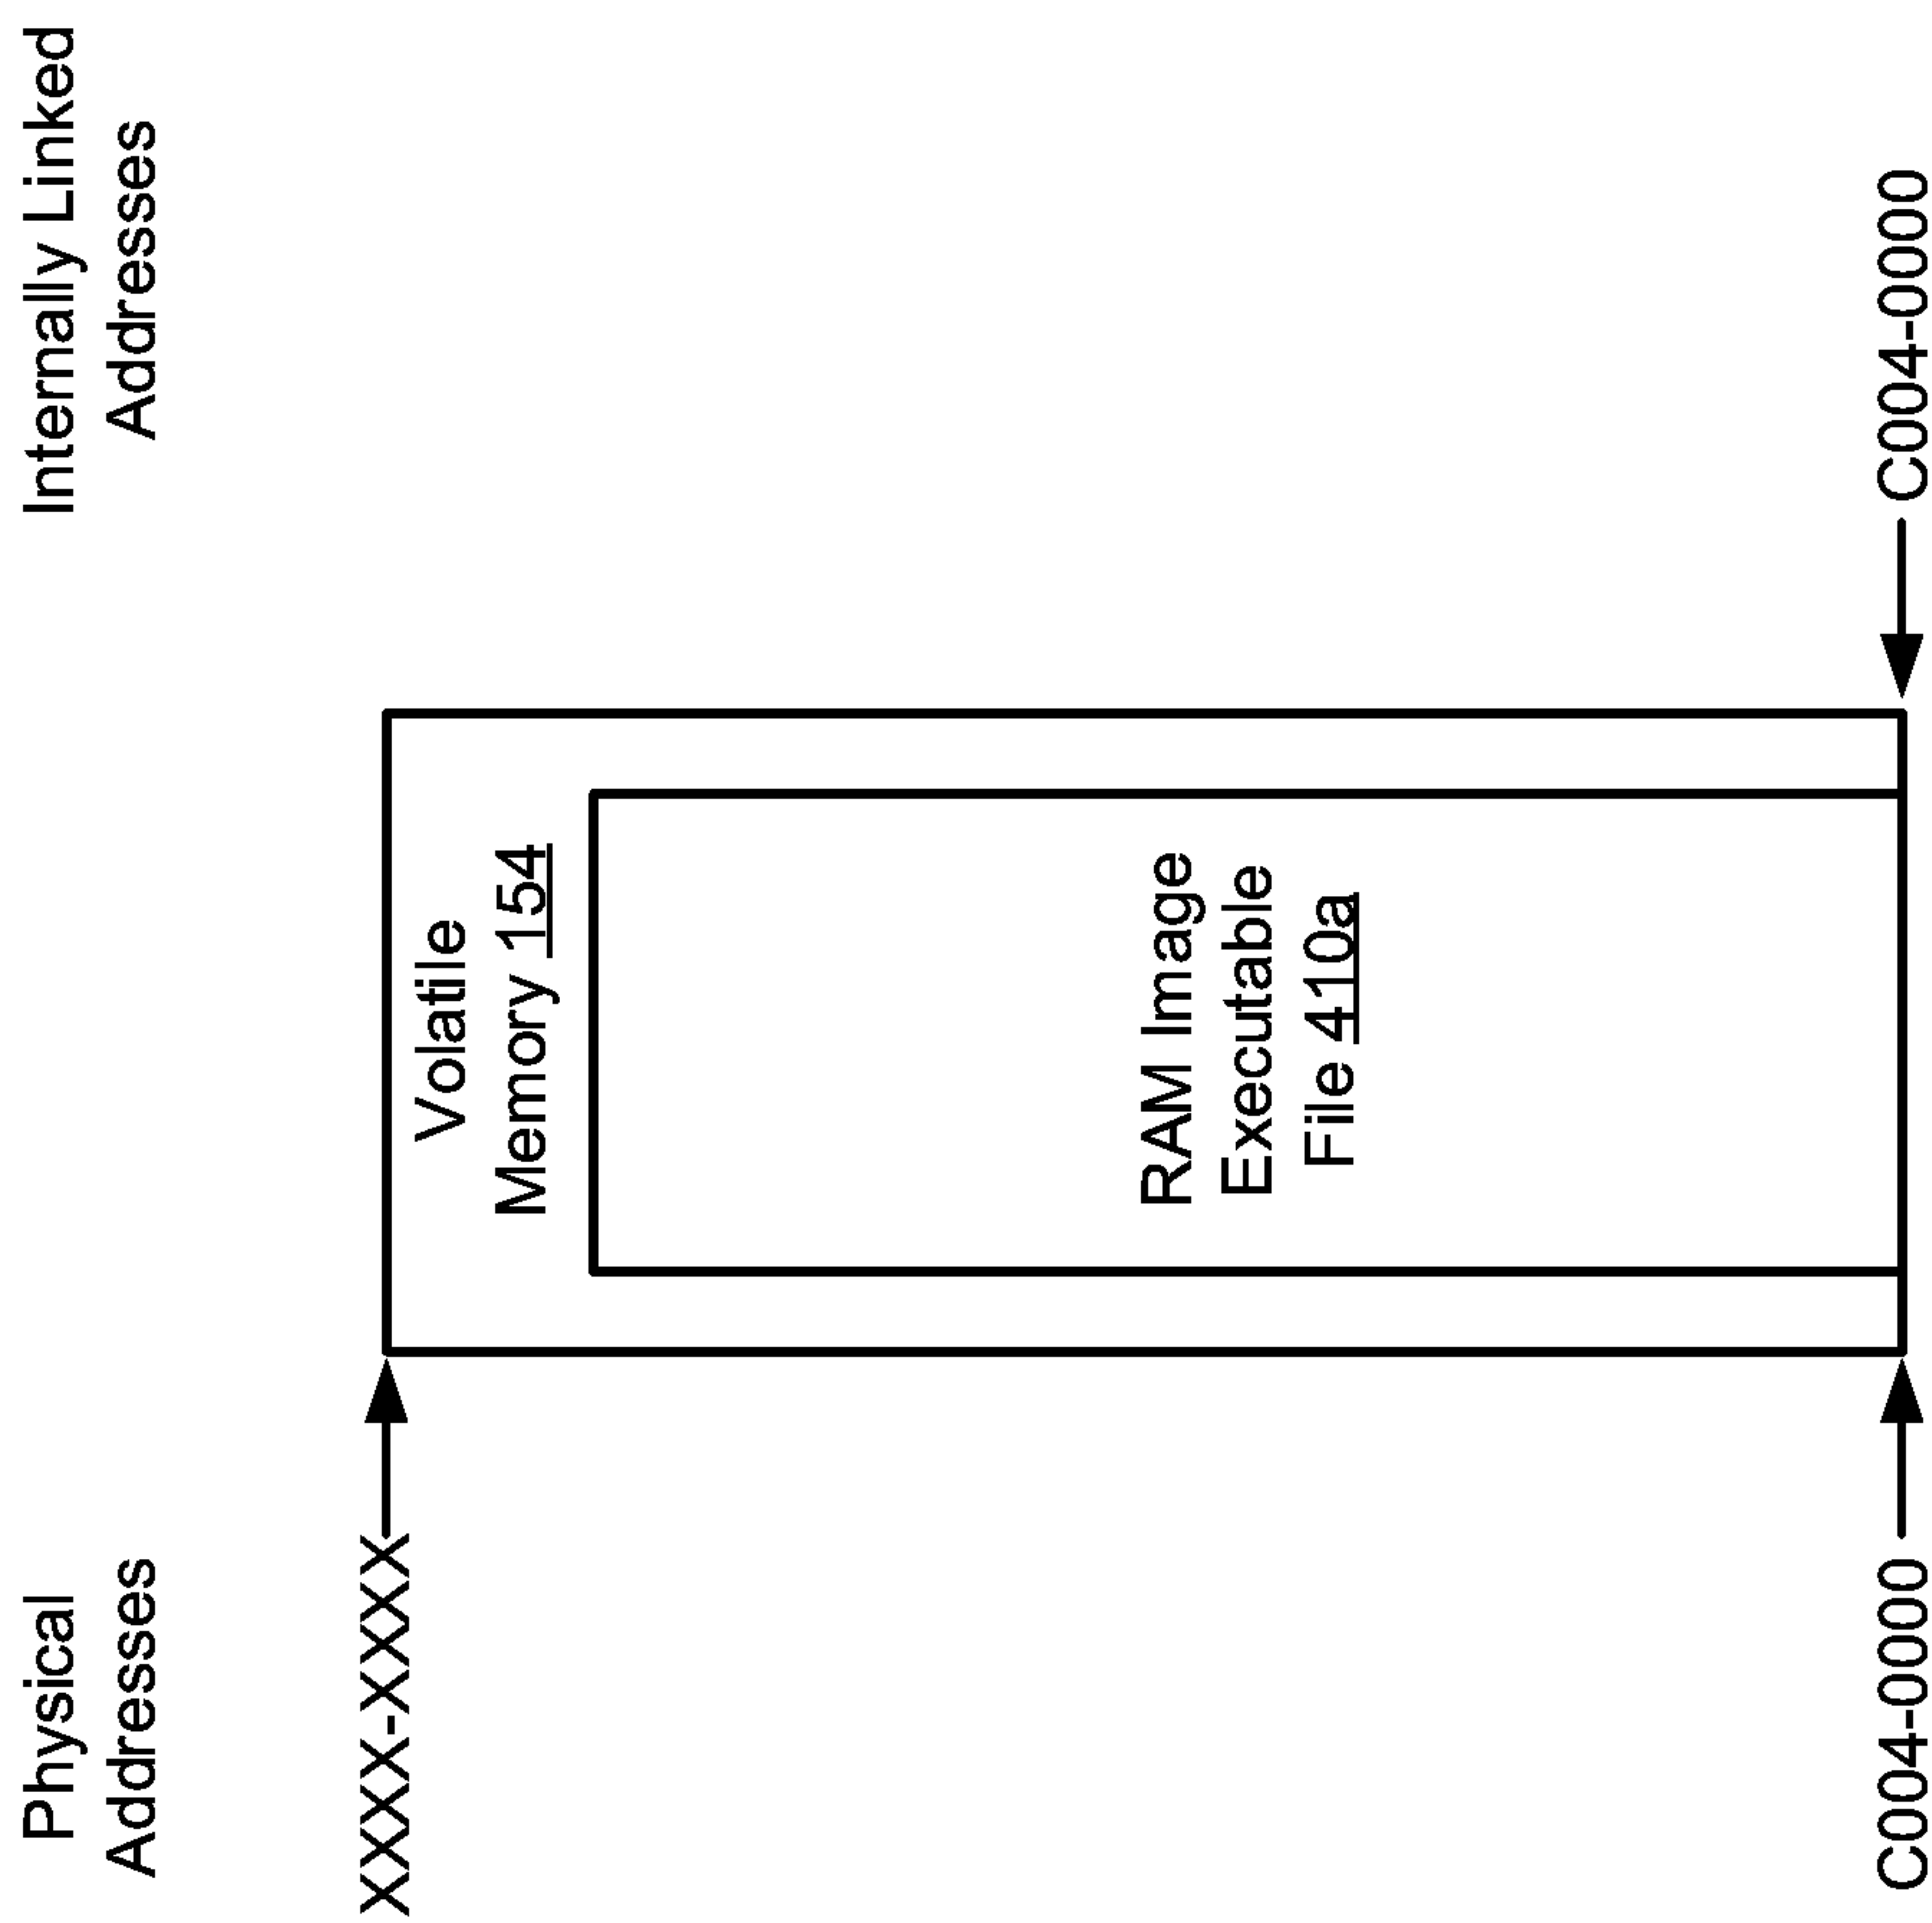 Physical
Addresses
Internally Linked
Addresses
XXXX-XXXX
Volatile
Memory 154
RAM Image
Executable
File 410a
C004-0000
C004-0000